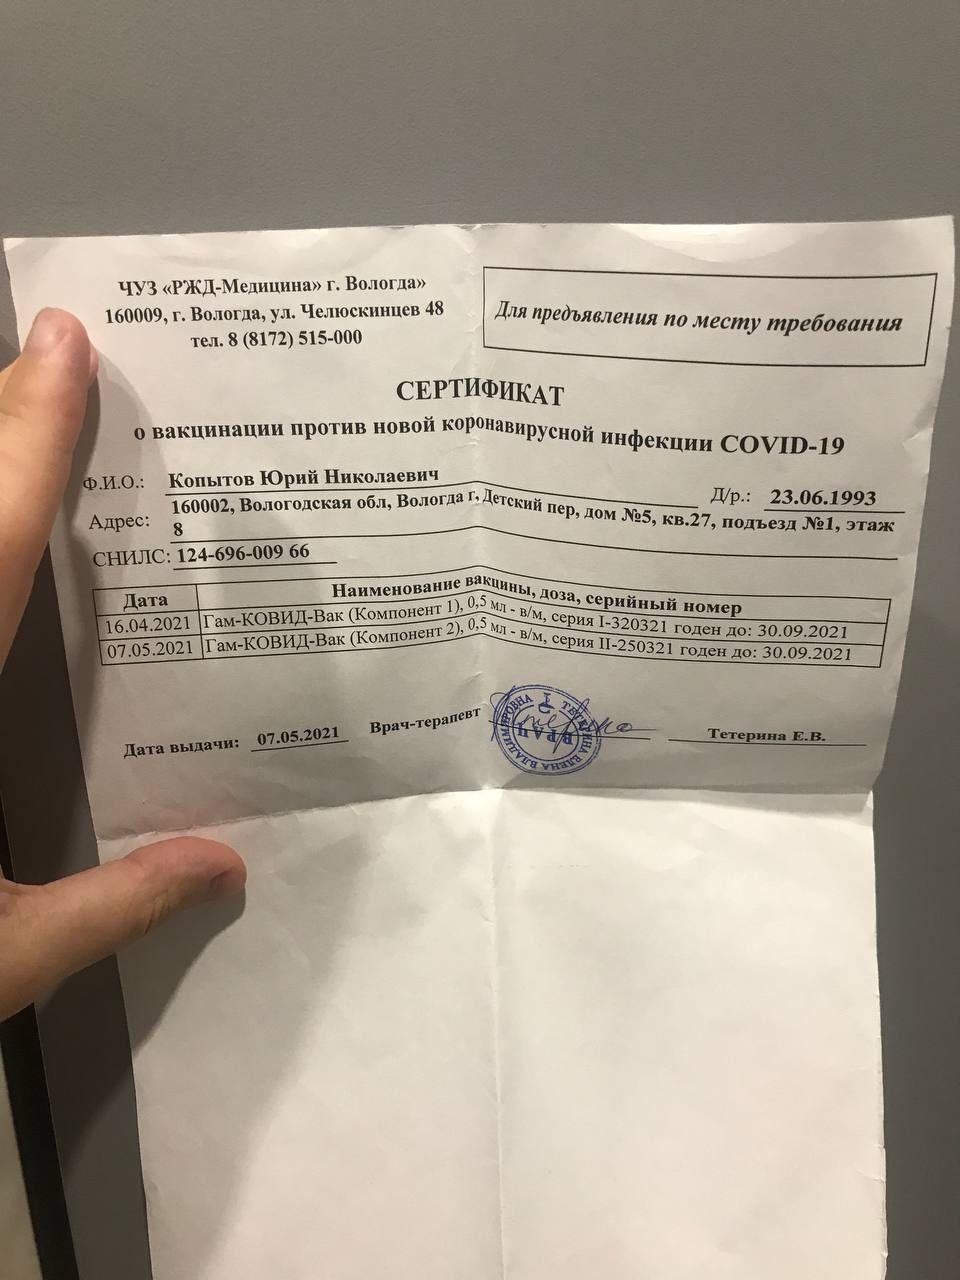 ЧУЗ «РЖД-Медицина» г. Вологда»
160009, г. Вологда, ул. Челюскинцев 48
тел. 8 (8172) 515-000
Для предъявления по месту требования
СЕРТИФИКАТ
о вакцинации против новой коронавирусной инфекции COVID-19
Ф.И.О.: Копытов Юрий Николаевич Д/р.: 23.06.1993
Адрес: 160002, Вологодская обл, Вологда г, Детский пер, дом №5, кв.27, подъезд №1, этаж
8
СНИЛС: 124-696-009 66
Дата Наименование вакцины, доза, серийный номер
16.04.2021 Гам-КОВИД-Вак (Компонент 1), 0,5 мл - в/м, серия I-320321 годен до: 30.09.2021
07.05.2021 Гам-КОВИД-Вак (Компонент 2), 0,5 мл - в/м, серия II-250321 годен до: 30.09.2021
Дата выдачи: 07.05.2021 Врач-терапевт Тетерина Е.В.
ТЕТЕРИНА ЕЛЕНА ВЛАДИМИРОВНА
ВРАЧ